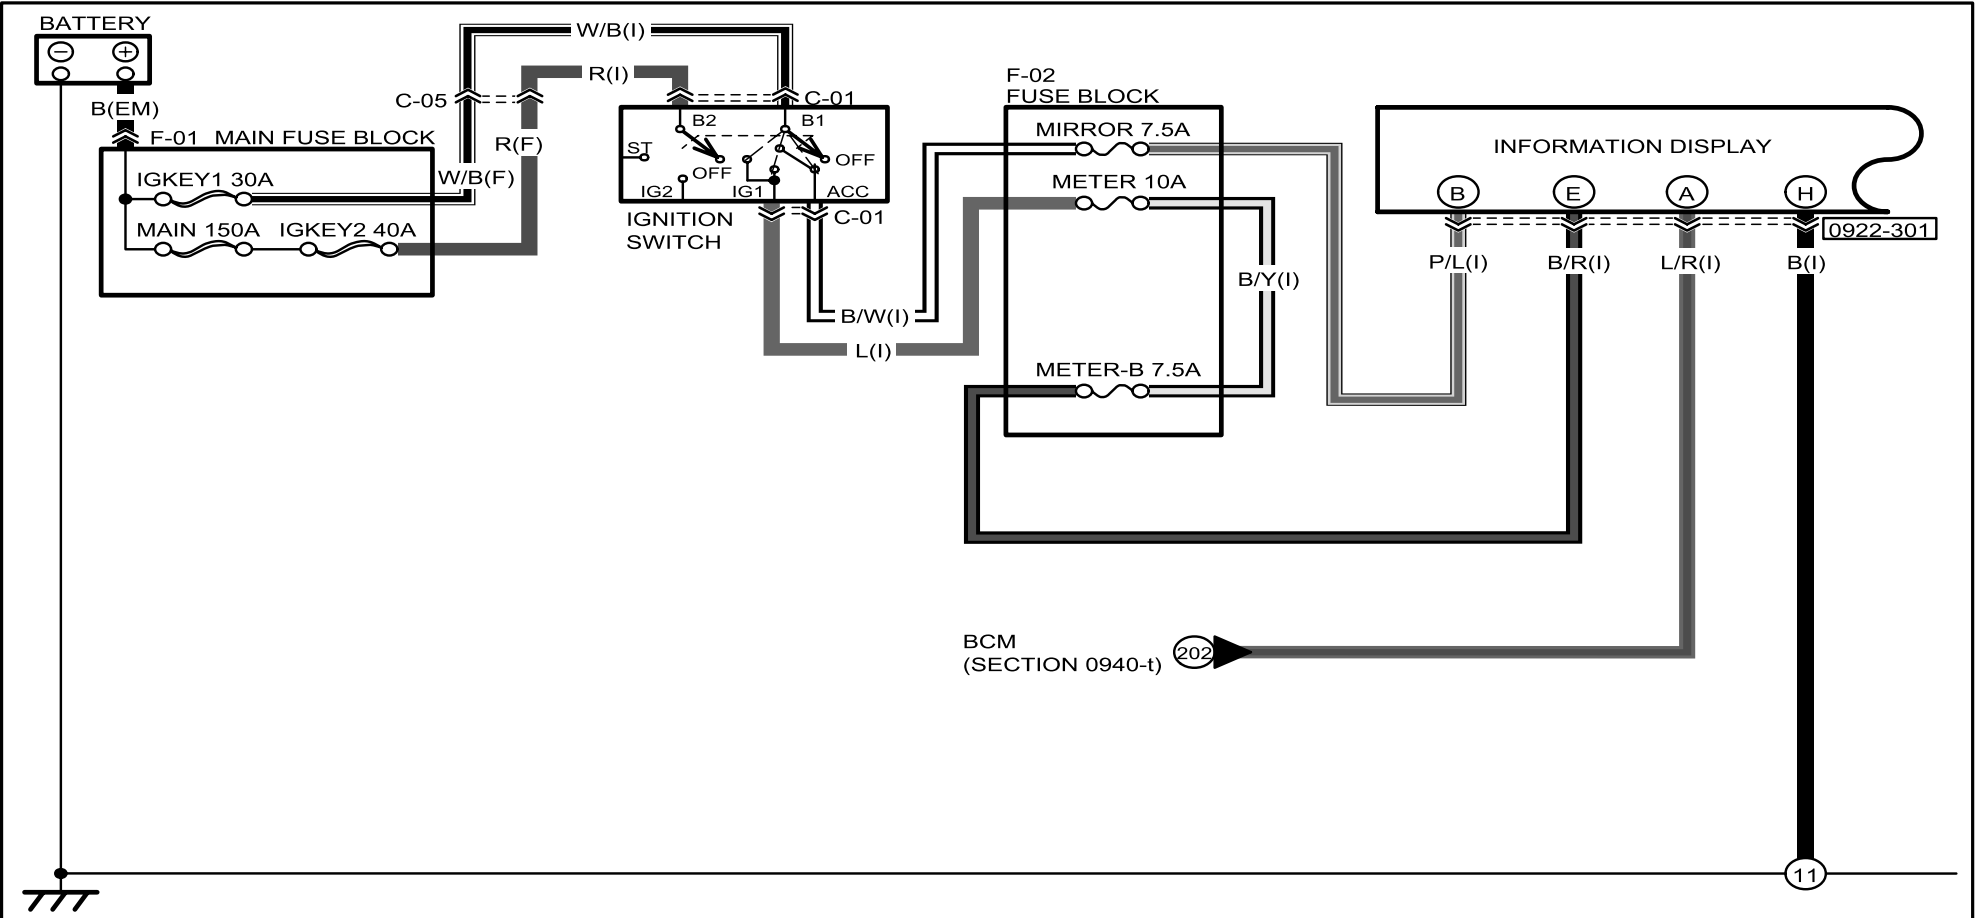 BATTERY
− +
B(EM)
F-01 MAIN FUSE BLOCK
IGKEY1 30A
MAIN 150A IGKEY2 40A
C-05
W/B(F)
R(F)
W/B(I)
R(I)
C-01
B2
B1
ST
OFF
OFF
IG2
IG1
ACC
C-01
IGNITION
SWITCH
B/W(I)
L(I)
F-02
FUSE BLOCK
MIRROR 7.5A
METER 10A
METER-B 7.5A
B/Y(I)
INFORMATION DISPLAY
B E A H
0922-301
P/L(I) B/R(I) L/R(I) B(I)
BCM
(SECTION 0940-t)
202
11